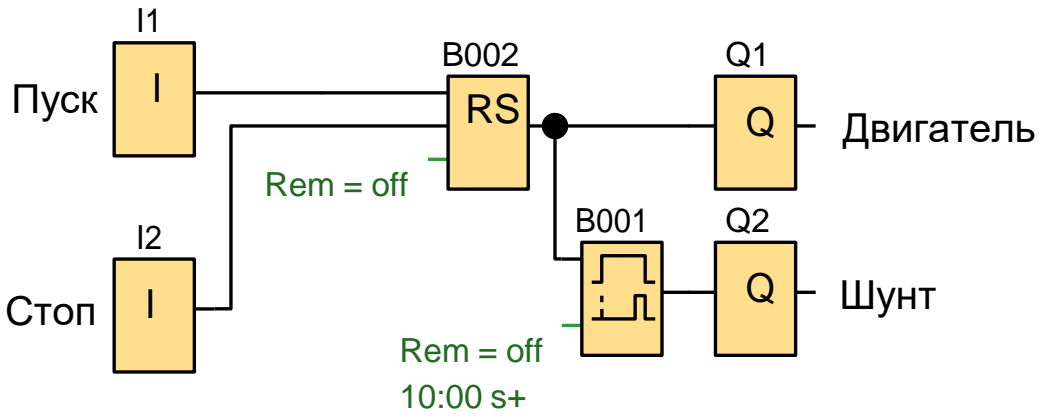 I1
Пуск
I
B002
RS
Rem = off
Q1
Q
Двигатель
I2
Стоп
I
B001
Rem = off
10:00 s+
Q2
Q
Шунт